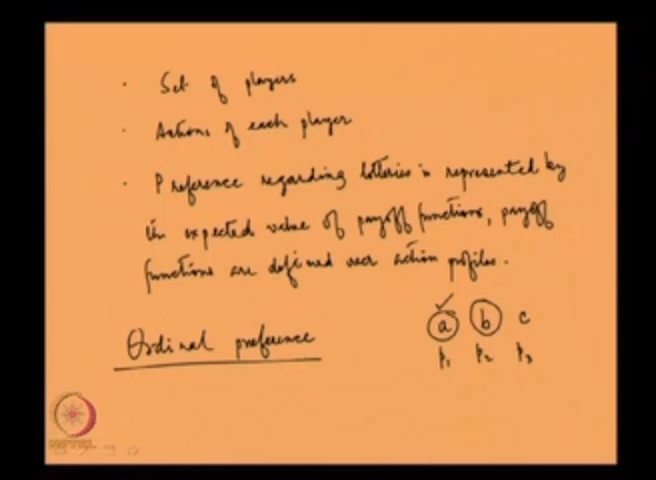 · Set of players
· Actions of each player
· Preference regarding lotteries is represented by
the expected value of payoff functions, payoff
functions are defined over action profiles.
Ordinal preference
a b c
p₁ p₂ p₃
NPTEL